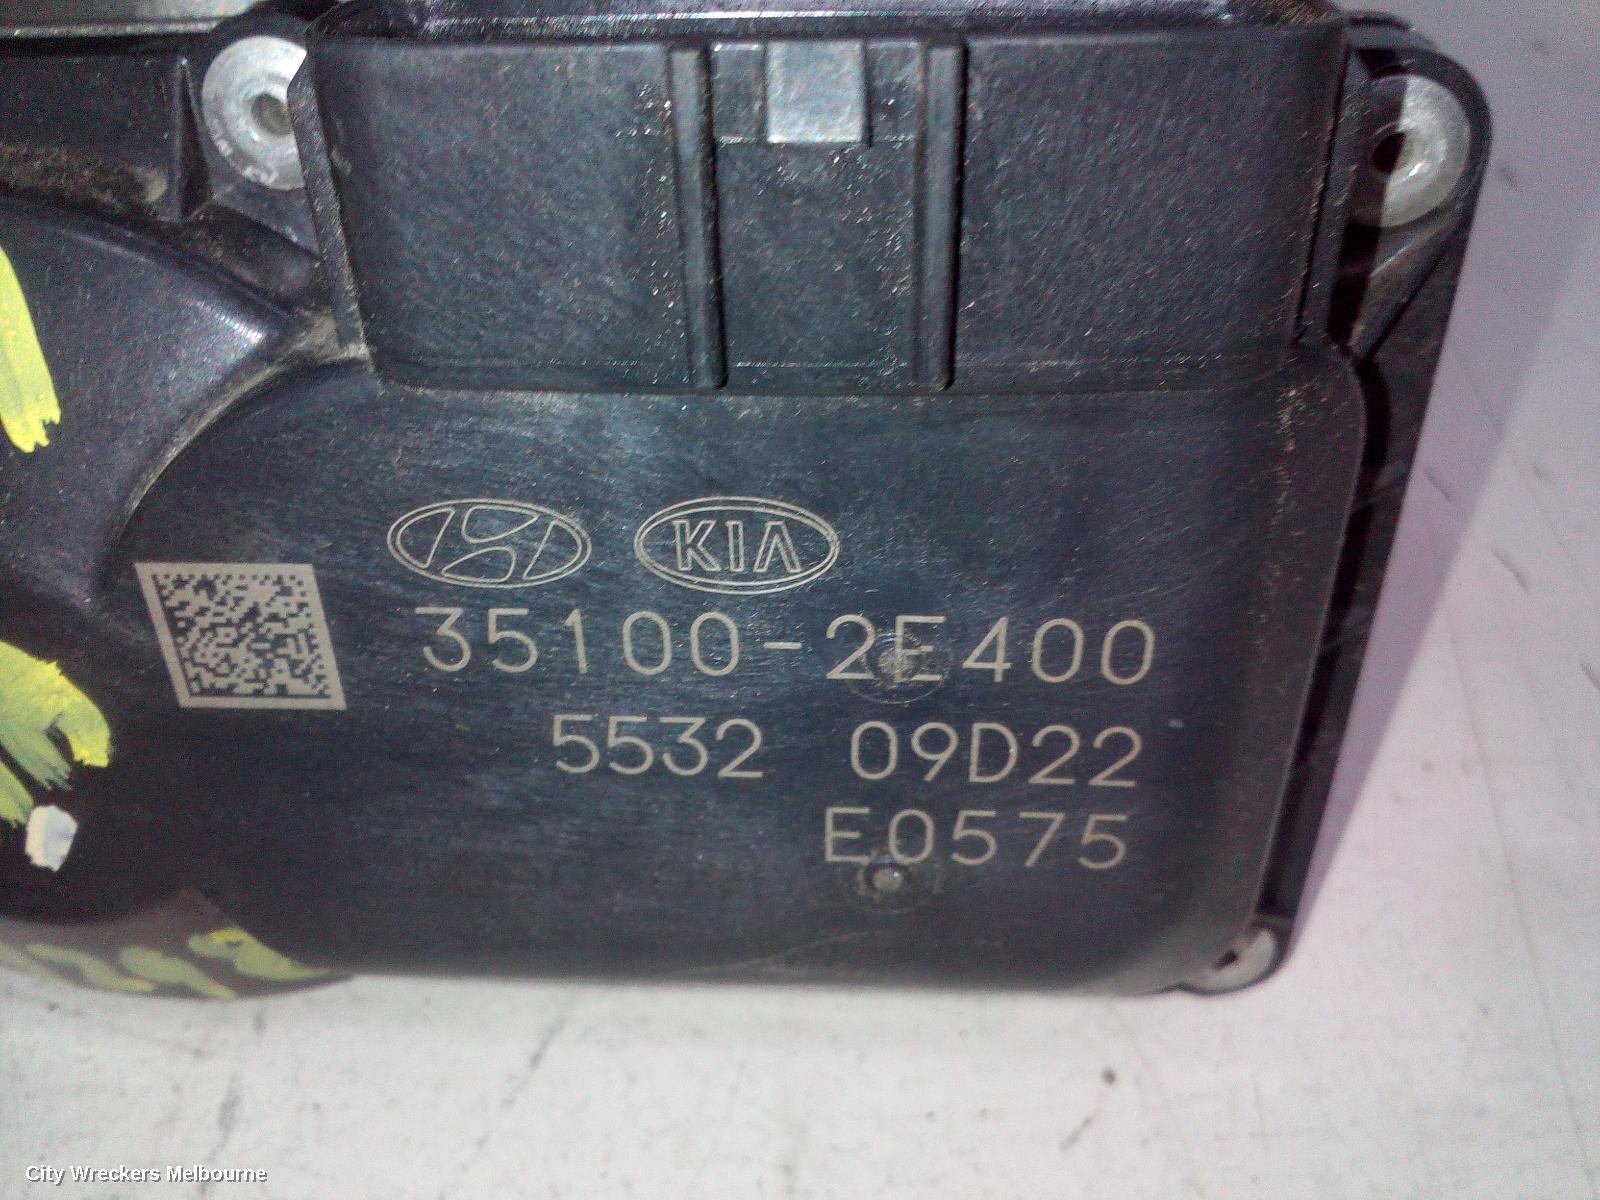 KIA
35100-2E400
5532 09D22
E0575
City Wreckers Melbourne